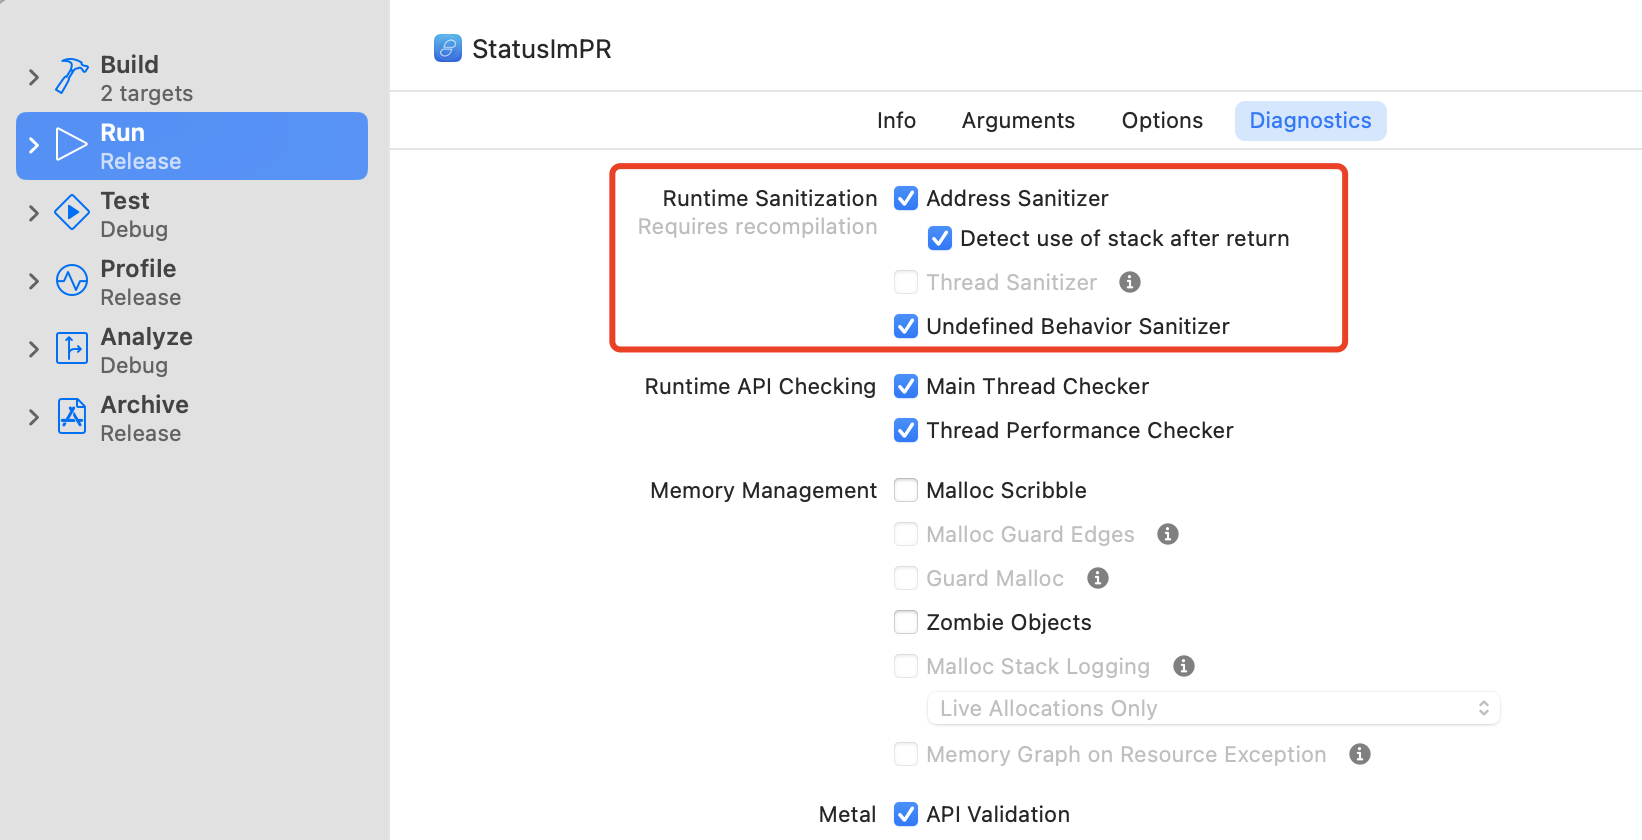 Build
2 targets
Run
Release
Test
Debug
Profile
Release
Analyze
Debug
Archive
Release
StatusImPR
Info Arguments Options Diagnostics
Runtime Sanitization Address Sanitizer
Requires recompilation
Detect use of stack after return
Thread Sanitizer
Undefined Behavior Sanitizer
Runtime API Checking Main Thread Checker
Thread Performance Checker
Memory Management Malloc Scribble
Malloc Guard Edges
Guard Malloc
Zombie Objects
Malloc Stack Logging
Live Allocations Only
Memory Graph on Resource Exception
Metal API Validation